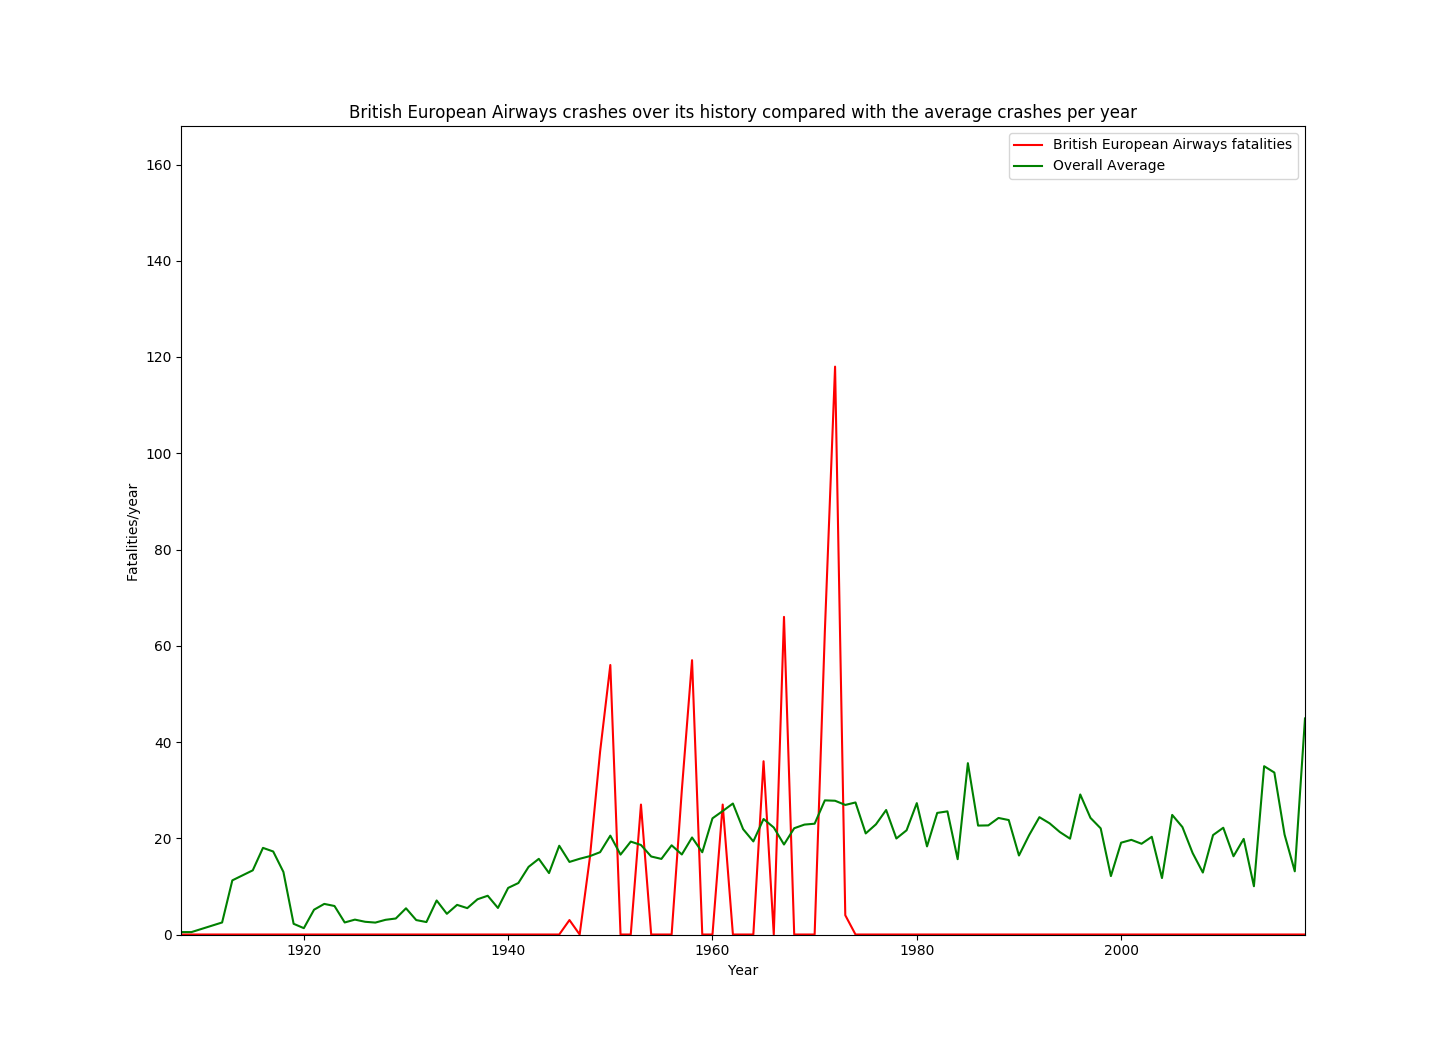 British European Airways crashes over its history compared with the average crashes per year
British European Airways fatalities
Overall Average
160
140
120
100
80
60
40
20
0
Fatalities/year
1920 1940 1960 1980 2000
Year